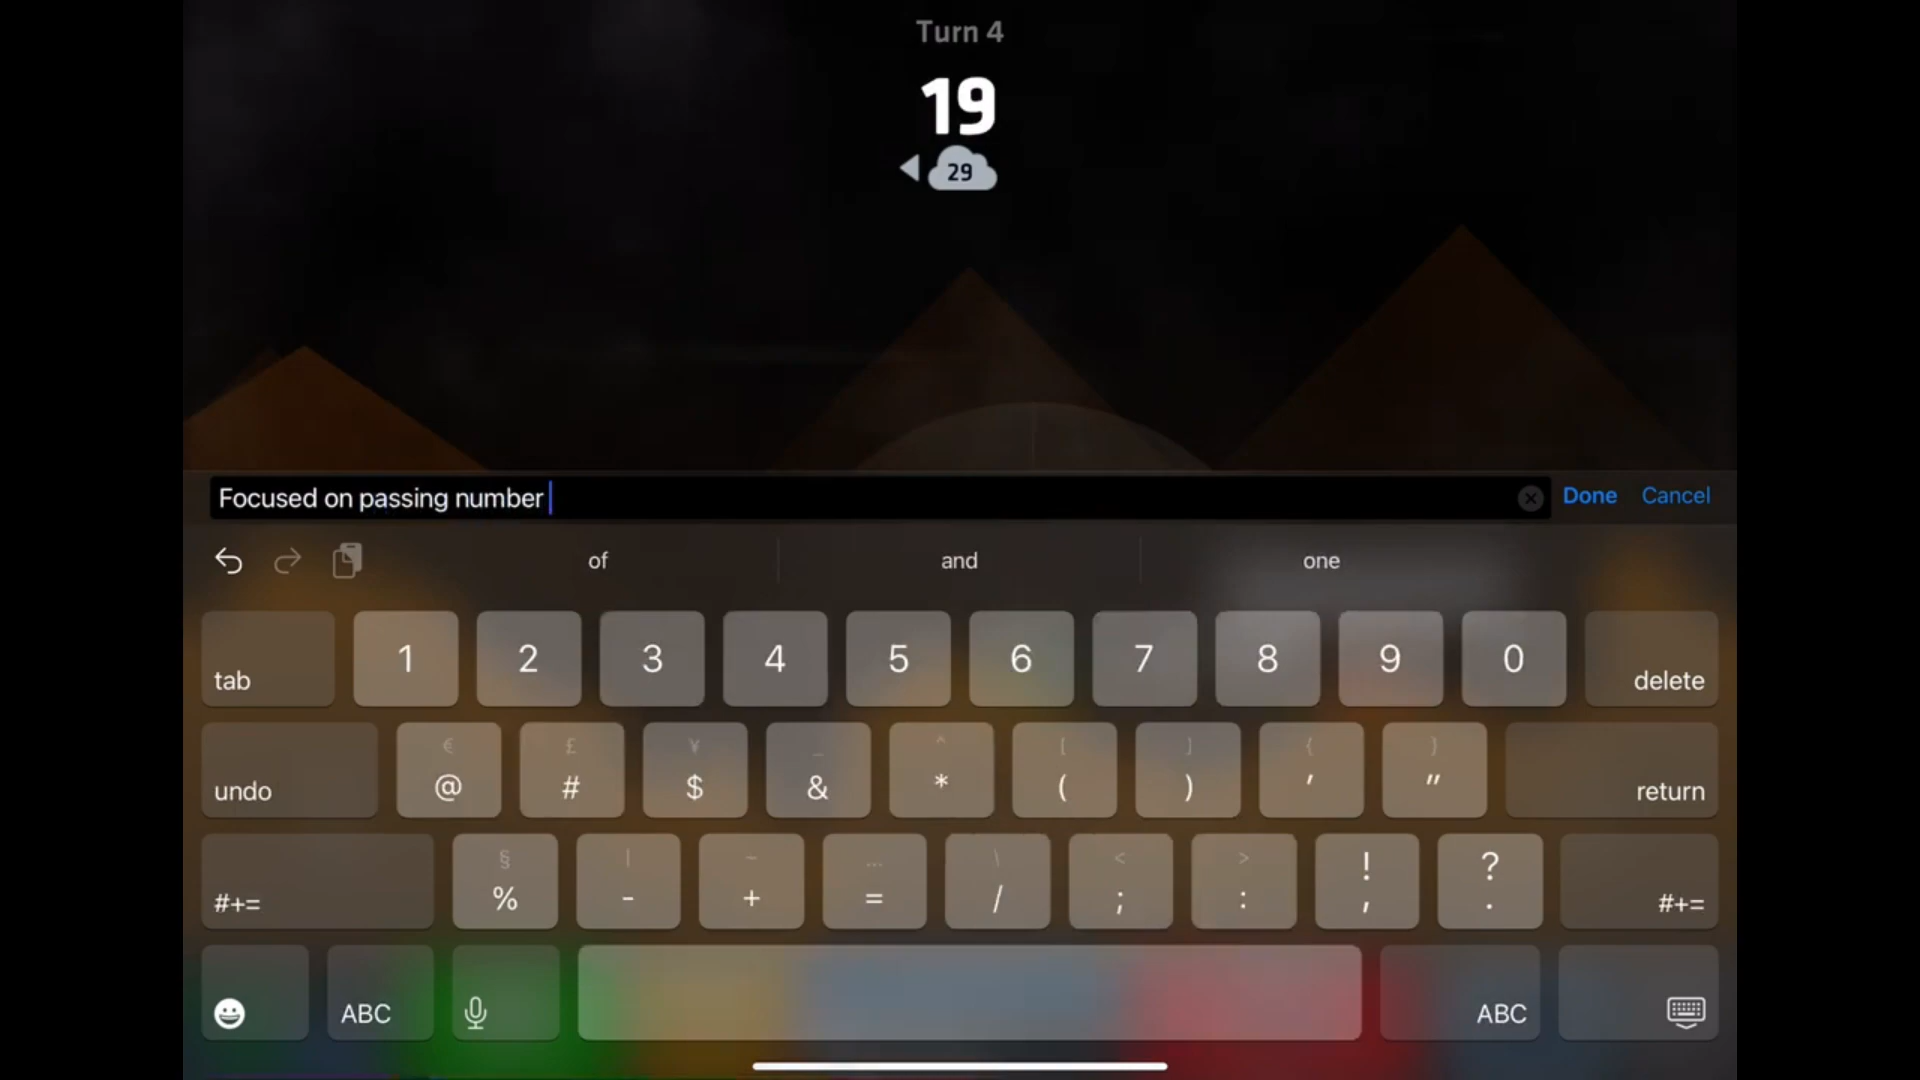 Turn 4
19
29
Focused on passing number
Done
Cancel
of
and
one
tab
1 2 3 4 5 6 7 8 9 0
delete
undo
€ £ ¥ _ ^ [ ] { }
@ # $ & * ( ) ' "
return
#+=
§ | ~ … \ < > ! ?
% - + = / ; : , .
#+=
ABC
ABC